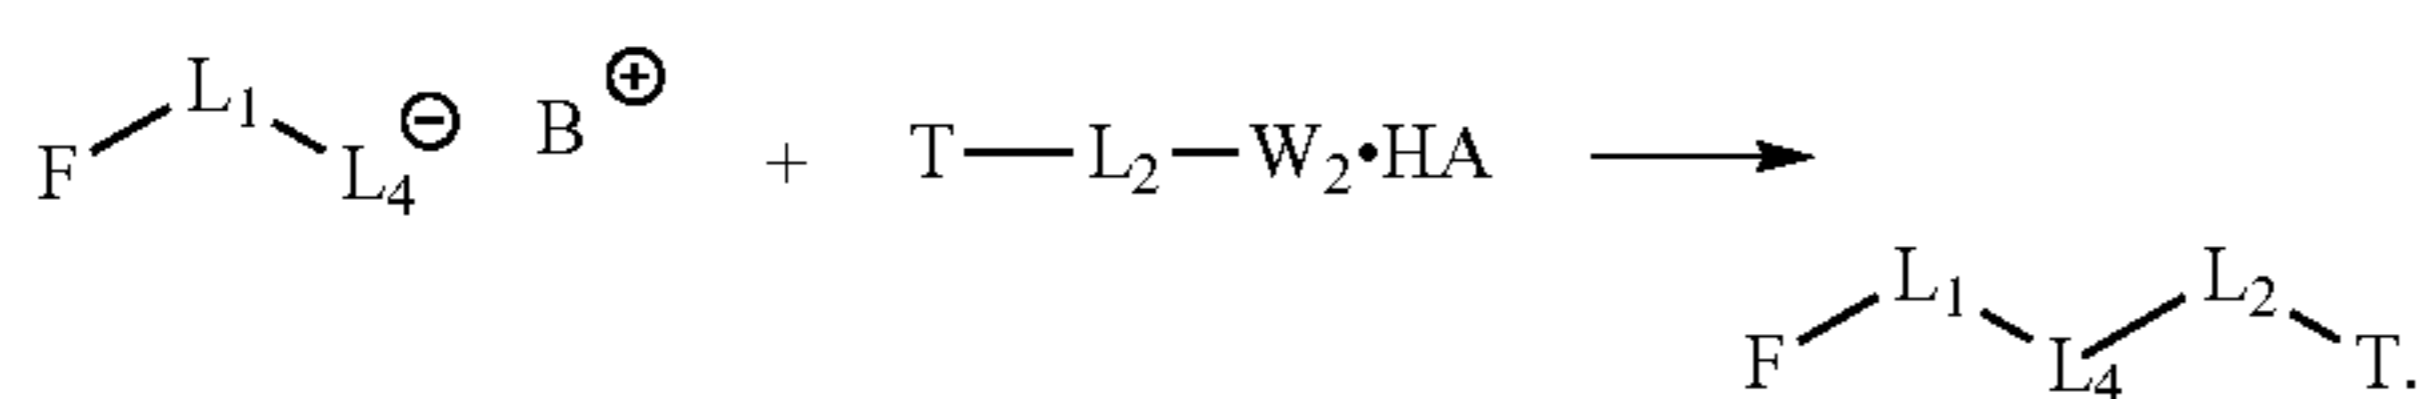 F L1 L4 ⊖ B ⊕ + T—L2—W2•HA ⟶
F L1 L4 L2 T.